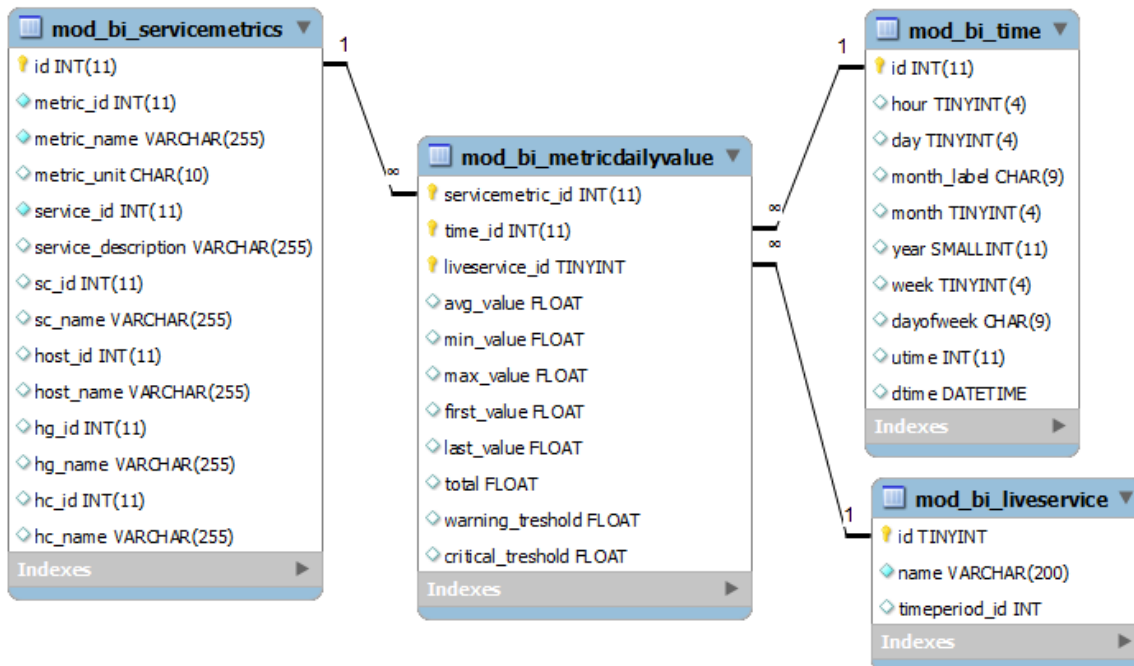 mod_bi_servicemetrics
id INT(11)
metric_id INT(11)
metric_name VARCHAR(255)
metric_unit CHAR(10)
service_id INT(11)
service_description VARCHAR(255)
sc_id INT(11)
sc_name VARCHAR(255)
host_id INT(11)
host_name VARCHAR(255)
hg_id INT(11)
hg_name VARCHAR(255)
hc_id INT(11)
hc_name VARCHAR(255)
Indexes
1
∞
mod_bi_metricdailyvalue
servicemetric_id INT(11)
time_id INT(11)
liveservice_id TINYINT
avg_value FLOAT
min_value FLOAT
max_value FLOAT
first_value FLOAT
last_value FLOAT
total FLOAT
warning_treshold FLOAT
critical_treshold FLOAT
Indexes
∞
∞
1
mod_bi_time
id INT(11)
hour TINYINT(4)
day TINYINT(4)
month_label CHAR(9)
month TINYINT(4)
year SMALLINT(11)
week TINYINT(4)
dayofweek CHAR(9)
utime INT(11)
dtime DATETIME
Indexes
1
mod_bi_liveservice
id TINYINT
name VARCHAR(200)
timeperiod_id INT
Indexes